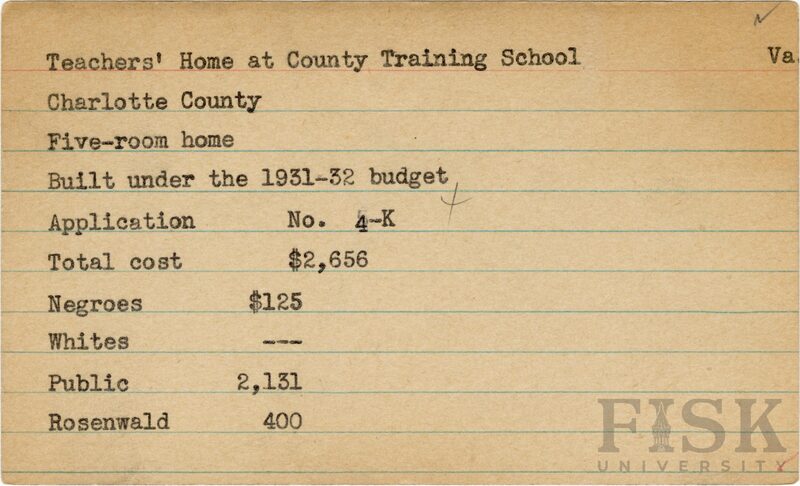 Teachers' Home at County Training School Va.
Charlotte County
Five-room home
Built under the 1931-32 budget
Application No. 4-K
Total cost $2,656
Negroes $125
Whites ---
Public 2,131
Rosenwald 400
FISK
UNIVERSITY